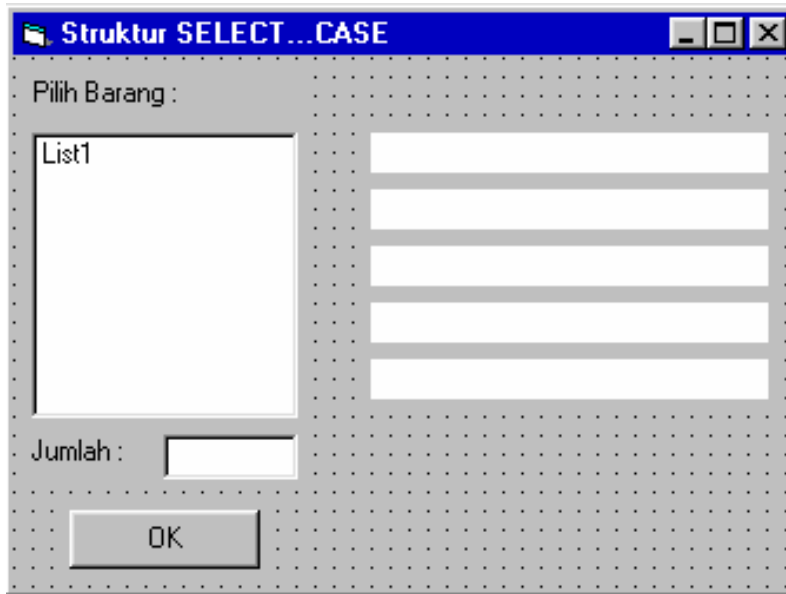 Struktur SELECT...CASE
Pilih Barang :
List1
Jumlah :
OK